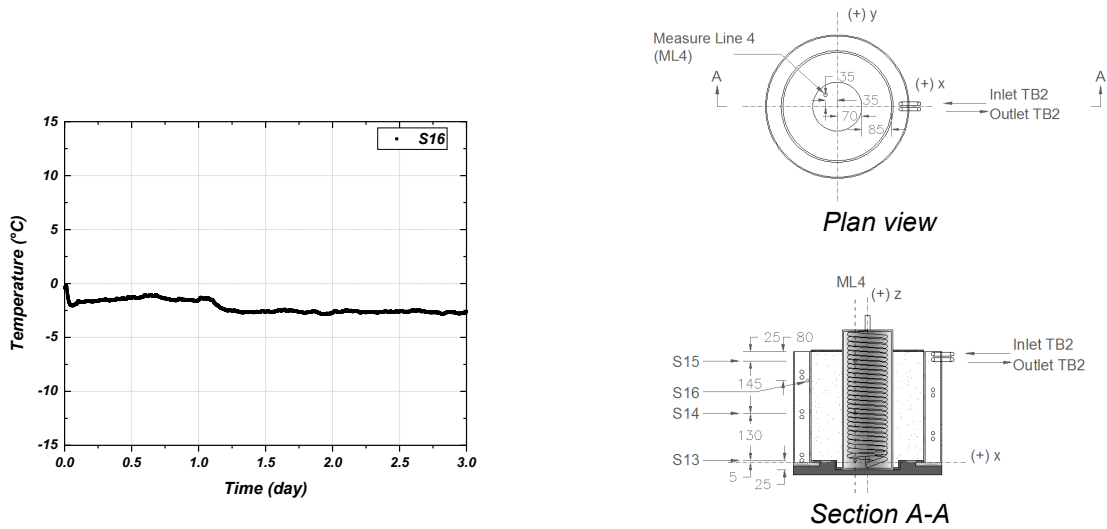 15
10
5
0
-5
-10
-15
0.0 0.5 1.0 1.5 2.0 2.5 3.0
Temperature (°C)
Time (day)
S16
(+) y
Measure Line 4
(ML4)
A
A
35
(+) x
35
70
85
Inlet TB2
Outlet TB2
Plan view
ML4
(+) z
25 80
S15
145
S16
S14
130
S13
5
25
(+) x
Inlet TB2
Outlet TB2
Section A-A